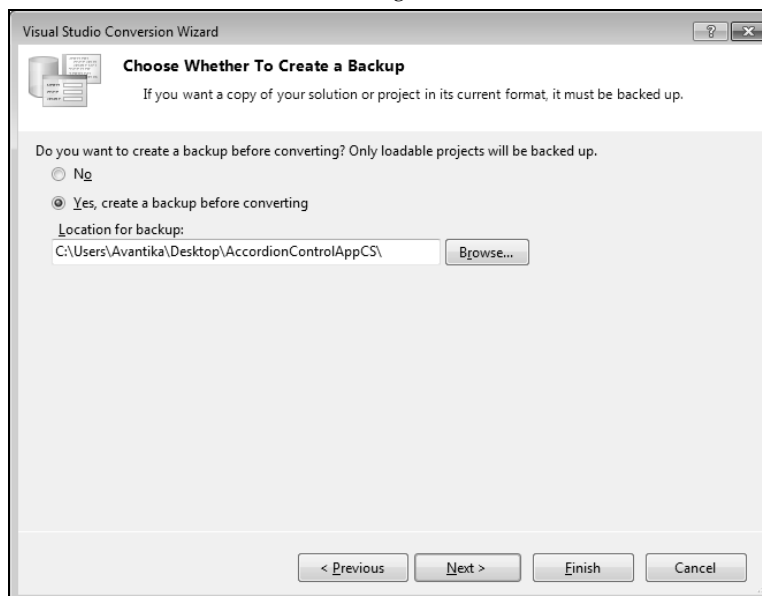 Visual Studio Conversion Wizard
Choose Whether To Create a Backup
If you want a copy of your solution or project in its current format, it must be backed up.
Do you want to create a backup before converting? Only loadable projects will be backed up.
No
Yes, create a backup before converting
Location for backup:
C:\Users\Avantika\Desktop\AccordionControlAppCS\
Browse...
< Previous
Next >
Finish
Cancel